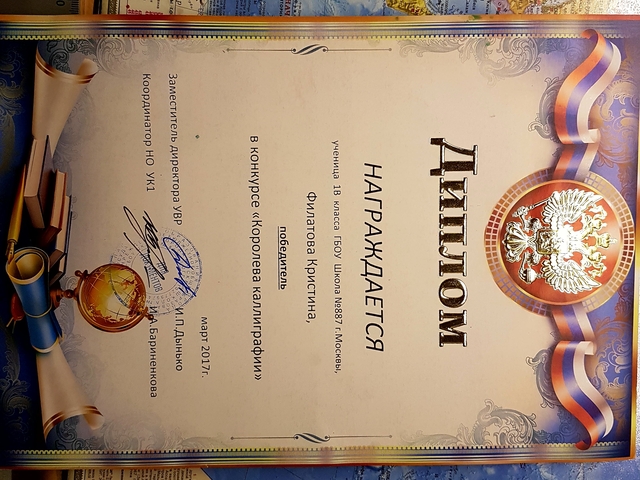 Диплом
НАГРАЖДАЕТСЯ
ученица 1В класса ГБОУ Школа №887 г.Москвы,
Филатова Кристина,
победитель
в конкурсе «Королева каллиграфии»
март 2017г.
Заместитель директора УВР И.П.Дынько
Координатор НО УК1 И.А.Бариненкова